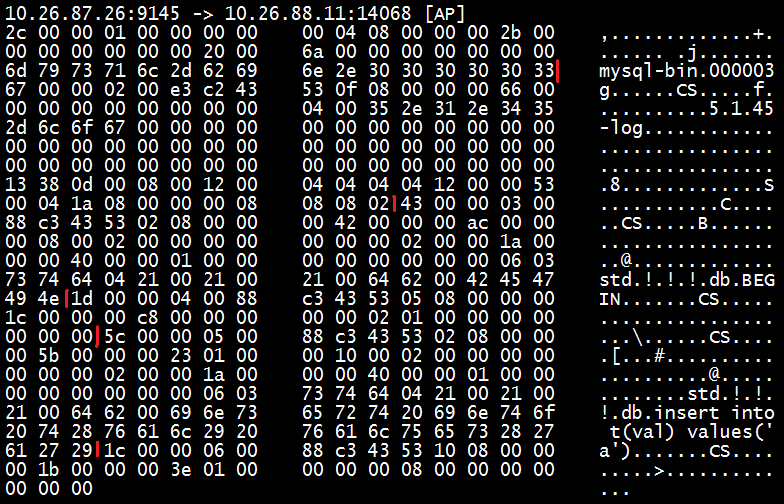 10.26.87.26:9145 -> 10.26.88.11:14068 [AP]
2c 00 00 01 00 00 00 00 00 04 08 00 00 00 2b 00 ,.............+.
00 00 00 00 00 00 20 00 6a 00 00 00 00 00 00 00 ...... .j.......
6d 79 73 71 6c 2d 62 69 6e 2e 30 30 30 30 30 33 mysql-bin.000003
67 00 00 02 00 e3 c2 43 53 0f 08 00 00 00 66 00 g......CS.....f.
00 00 00 00 00 00 00 00 04 00 35 2e 31 2e 34 35 ..........5.1.45
2d 6c 6f 67 00 00 00 00 00 00 00 00 00 00 00 00 -log............
00 00 00 00 00 00 00 00 00 00 00 00 00 00 00 00 ................
00 00 00 00 00 00 00 00 00 00 00 00 00 00 00 00 ................
13 38 0d 00 08 00 12 00 04 04 04 04 12 00 00 53 .8.............S
00 04 1a 08 00 00 00 08 08 08 02 43 00 00 03 00 ...........C....
88 c3 43 53 02 08 00 00 00 42 00 00 00 ac 00 00 ..CS.....B......
00 08 00 02 00 00 00 00 00 00 00 02 00 00 1a 00 ................
00 00 40 00 00 01 00 00 00 00 00 00 00 00 06 03 ..@.............
73 74 64 04 21 00 21 00 21 00 64 62 00 42 45 47 std.!.!.!.db.BEG
49 4e 1d 00 00 04 00 88 c3 43 53 05 08 00 00 00 IN.......CS.....
1c 00 00 00 c8 00 00 00 00 00 02 01 00 00 00 00 ................
00 00 00 5c 00 00 05 00 88 c3 43 53 02 08 00 00 ...\......CS....
00 5b 00 00 00 23 01 00 00 10 00 02 00 00 00 00 .[...#..........
00 00 00 02 00 00 1a 00 00 00 40 00 00 01 00 00 ..........@.....
00 00 00 00 00 00 06 03 73 74 64 04 21 00 21 00 ........std.!.!.
21 00 64 62 00 69 6e 73 65 72 74 20 69 6e 74 6f !.db.insert into
20 74 28 76 61 6c 29 20 76 61 6c 75 65 73 28 27 t(val) values('
61 27 29 1c 00 00 06 00 88 c3 43 53 10 08 00 00 a').......CS....
00 1b 00 00 00 3e 01 00 00 00 00 00 08 00 00 00 .....>..........
00 00 00 ...